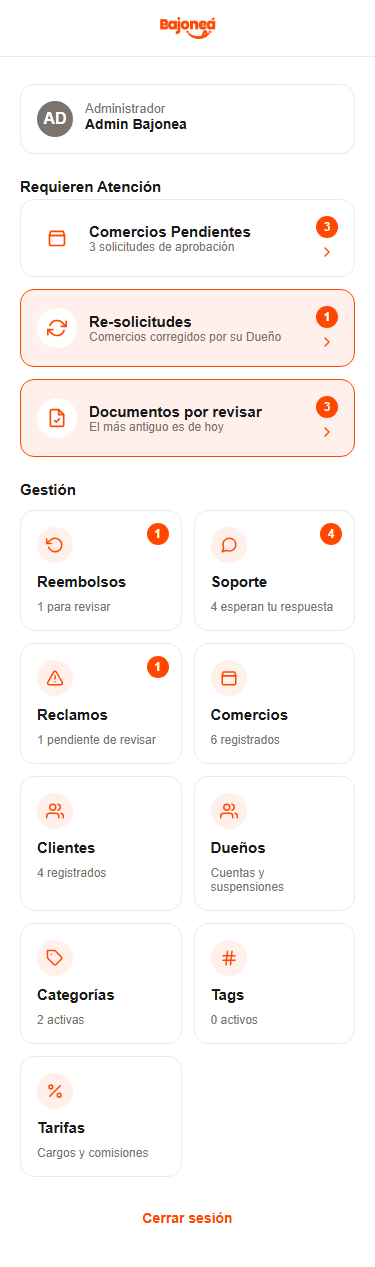 Bajoneá
AD
Administrador
Admin Bajonea
Requieren Atención
Comercios Pendientes
3 solicitudes de aprobación
3
Re-solicitudes
Comercios corregidos por su Dueño
1
Documentos por revisar
El más antiguo es de hoy
3
Gestión
1
Reembolsos
1 para revisar
4
Soporte
4 esperan tu respuesta
1
Reclamos
1 pendiente de revisar
Comercios
6 registrados
Clientes
4 registrados
Dueños
Cuentas y
suspensiones
Categorías
2 activas
Tags
0 activos
Tarifas
Cargos y comisiones
Cerrar sesión